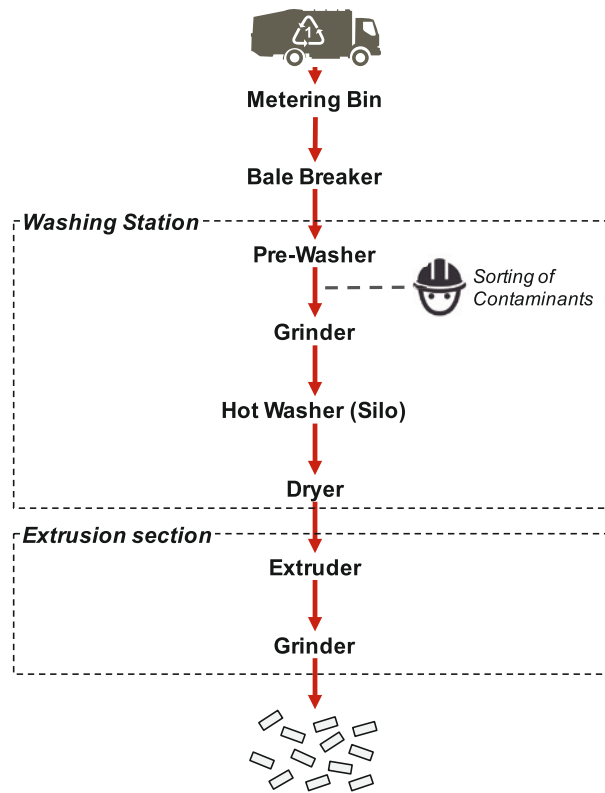 1
Metering Bin
Bale Breaker
Washing Station
Pre-Washer
Sorting of
Contaminants
Grinder
Hot Washer (Silo)
Dryer
Extrusion section
Extruder
Grinder